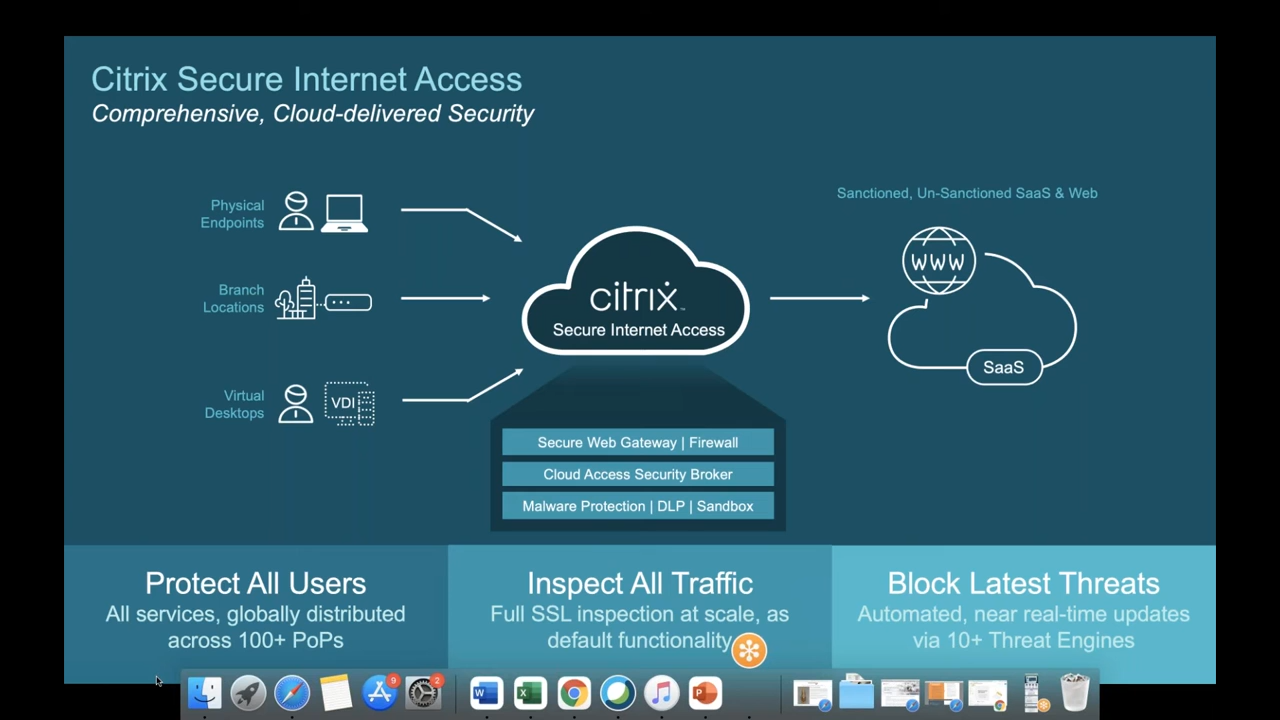 Citrix Secure Internet Access
Comprehensive, Cloud-delivered Security
Physical
Endpoints
Branch
Locations
Virtual
Desktops
VDI
citrix™
Secure Internet Access
Secure Web Gateway | Firewall
Cloud Access Security Broker
Malware Protection | DLP | Sandbox
Sanctioned, Un-Sanctioned SaaS & Web
WWW
SaaS
Protect All Users
All services, globally distributed
across 100+ PoPs
Inspect All Traffic
Full SSL inspection at scale, as
default functionality
Block Latest Threats
Automated, near real-time updates
via 10+ Threat Engines
9
2
W
X
P